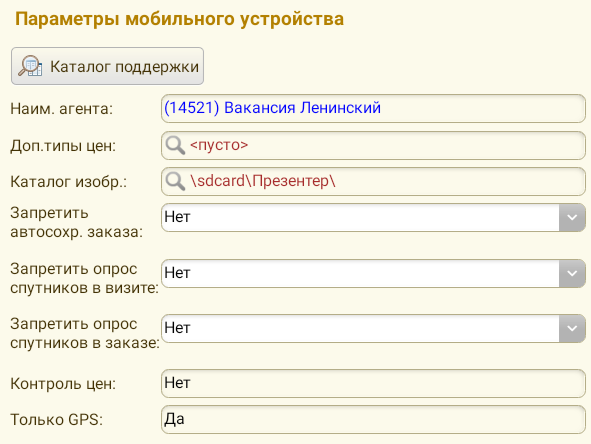 Параметры мобильного устройства
Каталог поддержки
Наим. агента: (14521) Вакансия Ленинский
Доп.типы цен: <пусто>
Каталог изобр.: \sdcard\Презентер\
Запретить автосохр. заказа: Нет
Запретить опрос спутников в визите: Нет
Запретить опрос спутников в заказе: Нет
Контроль цен: Нет
Только GPS: Да